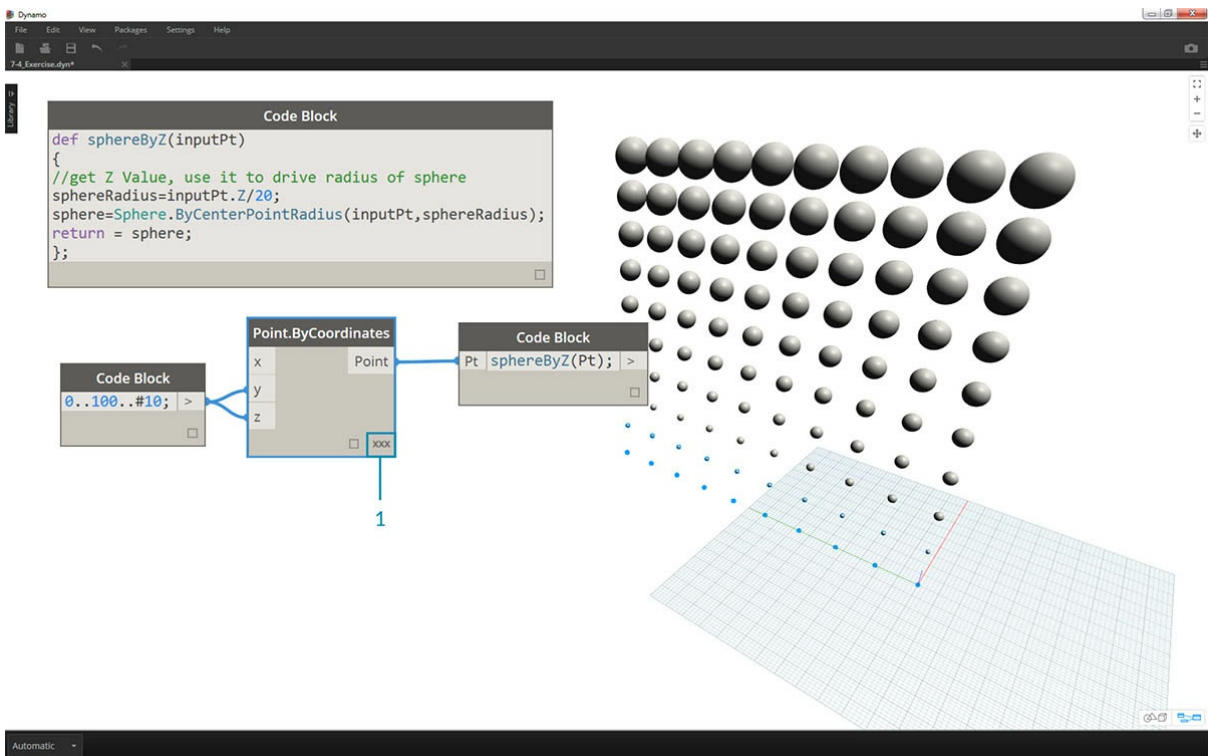 Dynamo
File Edit View Packages Settings Help
7-4_Exercise.dyn*
Library
Code Block
def sphereByZ(inputPt)
{
//get Z Value, use it to drive radius of sphere
sphereRadius=inputPt.Z/20;
sphere=Sphere.ByCenterPointRadius(inputPt,sphereRadius);
return = sphere;
};
Point.ByCoordinates
x Point
y
z
xxx
Code Block
0..100..#10; >
Code Block
Pt sphereByZ(Pt); >
1
Automatic